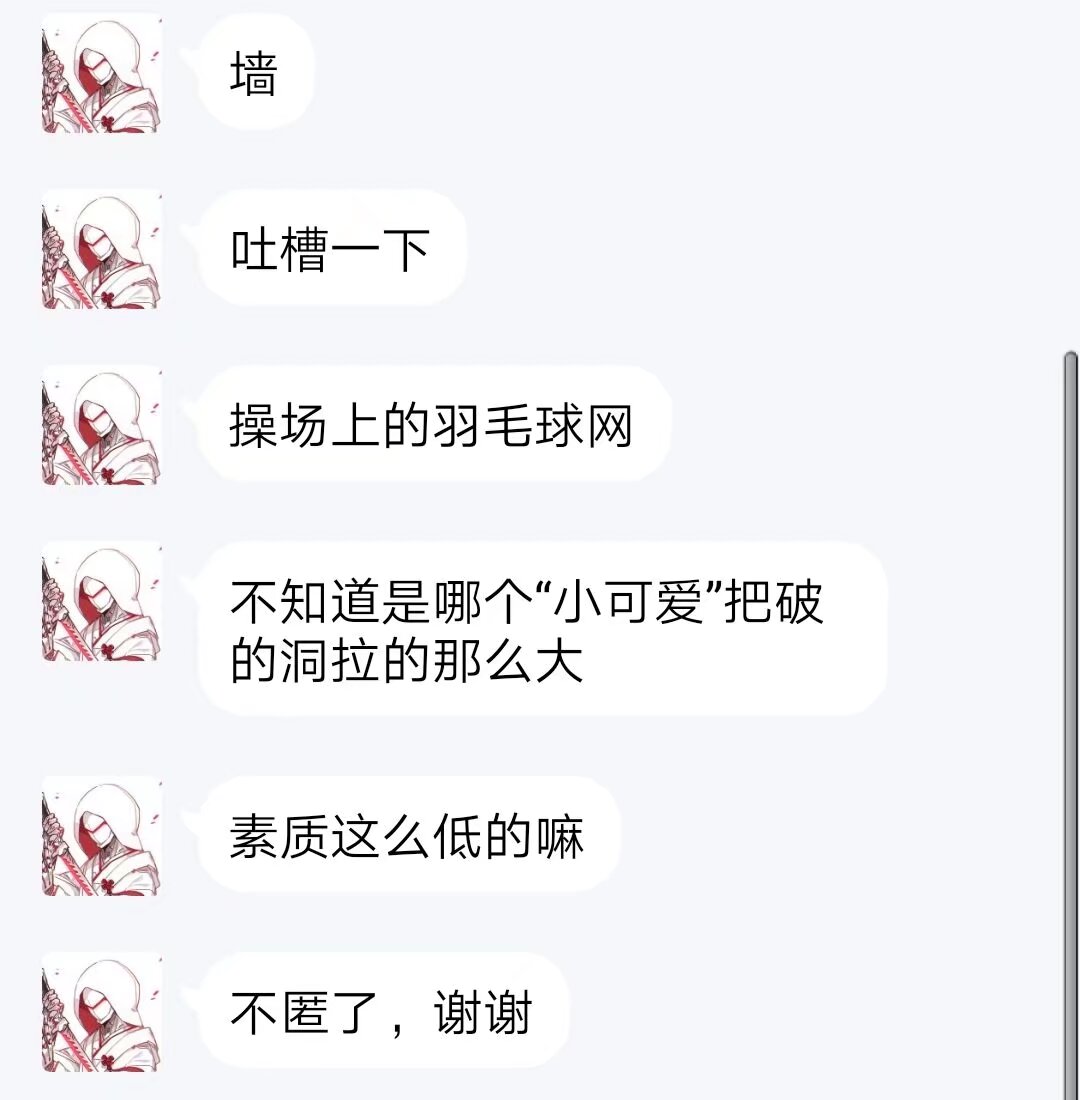 墙
吐槽一下
操场上的羽毛球网
不知道是哪个“小可爱”把破
的洞拉的那么大
素质这么低的嘛
不匿了，谢谢